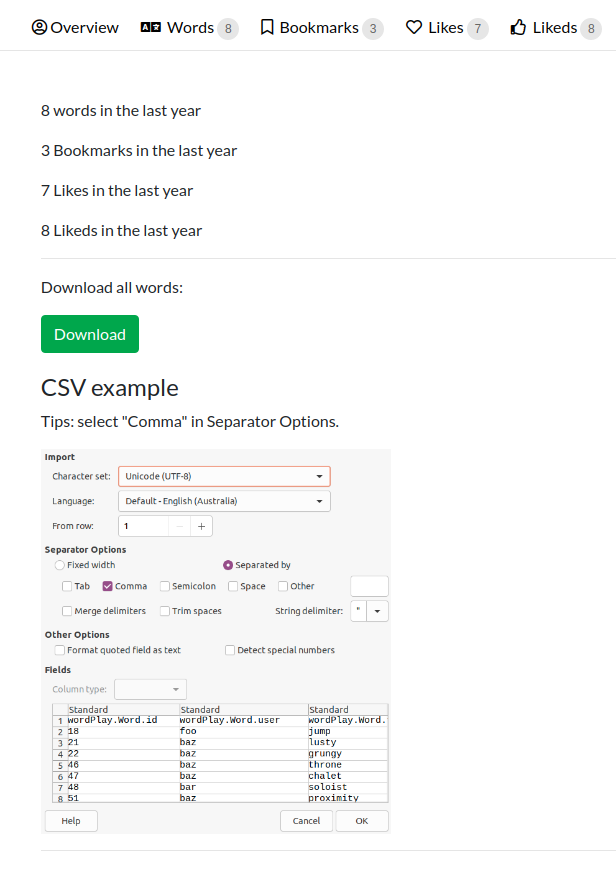 Overview Words 8 Bookmarks 3 Likes 7 Likeds 8
8 words in the last year
3 Bookmarks in the last year
7 Likes in the last year
8 Likeds in the last year
Download all words:
Download
CSV example
Tips: select "Comma" in Separator Options.
Import
Character set: Unicode (UTF-8)
Language: Default - English (Australia)
From row: 1 − +
Separator Options
Fixed width Separated by
Tab Comma Semicolon Space Other
Merge delimiters Trim spaces String delimiter: "
Other Options
Format quoted field as text Detect special numbers
Fields
Column type:
Standard Standard Standard
1 wordPlay.Word.id wordPlay.Word.user wordPlay.Word.
2 18 foo jump
3 21 baz lusty
4 22 baz grungy
5 46 baz throne
6 47 baz chalet
7 48 bar soloist
8 51 baz proximity
Help Cancel OK